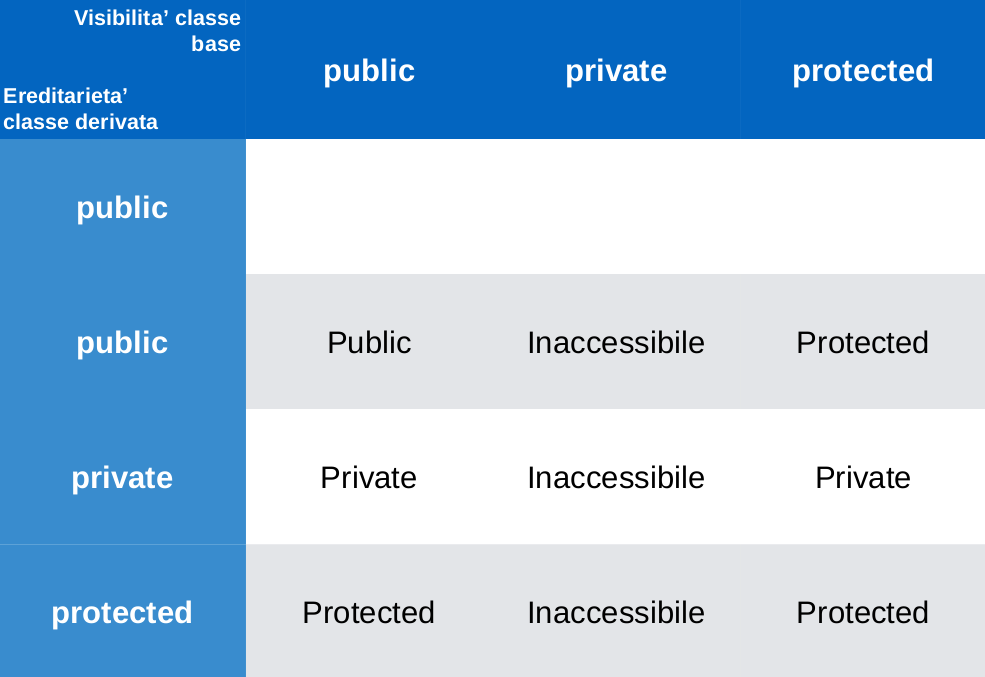 Visibilita’ classe
base
Ereditarieta’
classe derivata
public private protected
public
public Public Inaccessibile Protected
private Private Inaccessibile Private
protected Protected Inaccessibile Protected